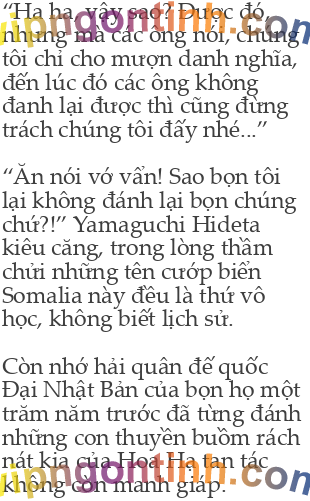 “Ha ha, vậy sao? Được đó,
nhưng mà các ông nói, chúng
tôi chỉ cho mượn danh nghĩa,
đến lúc đó các ông không
đanh lại được thì cũng đừng
trách chúng tôi đấy nhé...”
“Ăn nói vớ vẩn! Sao bọn tôi
lại không đánh lại bọn chúng
chứ?!” Yamaguchi Hideta
kiêu căng, trong lòng thầm
chửi những tên cướp biển
Somalia này đều là thứ vô
học, không biết lịch sử.
Còn nhớ hải quân đế quốc
Đại Nhật Bản của bọn họ một
trăm năm trước đã từng đánh
những con thuyền buồm rách
nát kia của Hoa Hạ tan tác
không còn mảnh giáp.
vipngontinh.com
vipngontinh.com